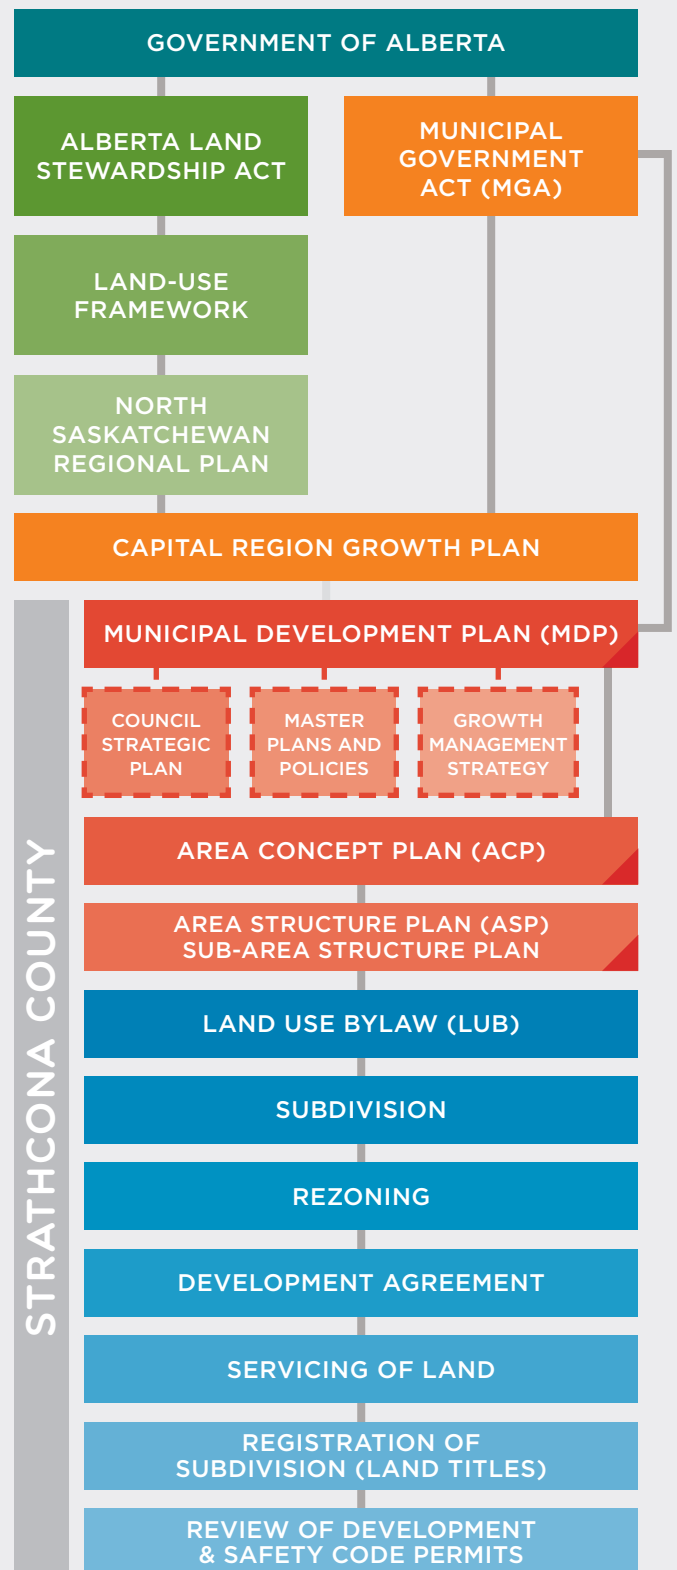 GOVERNMENT OF ALBERTA
ALBERTA LAND
STEWARDSHIP ACT
MUNICIPAL
GOVERNMENT
ACT (MGA)
LAND-USE
FRAMEWORK
NORTH
SASKATCHEWAN
REGIONAL PLAN
CAPITAL REGION GROWTH PLAN
STRATHCONA COUNTY
MUNICIPAL DEVELOPMENT PLAN (MDP)
COUNCIL
STRATEGIC
PLAN
MASTER
PLANS AND
POLICIES
GROWTH
MANAGEMENT
STRATEGY
AREA CONCEPT PLAN (ACP)
AREA STRUCTURE PLAN (ASP)
SUB-AREA STRUCTURE PLAN
LAND USE BYLAW (LUB)
SUBDIVISION
REZONING
DEVELOPMENT AGREEMENT
SERVICING OF LAND
REGISTRATION OF
SUBDIVISION (LAND TITLES)
REVIEW OF DEVELOPMENT
& SAFETY CODE PERMITS